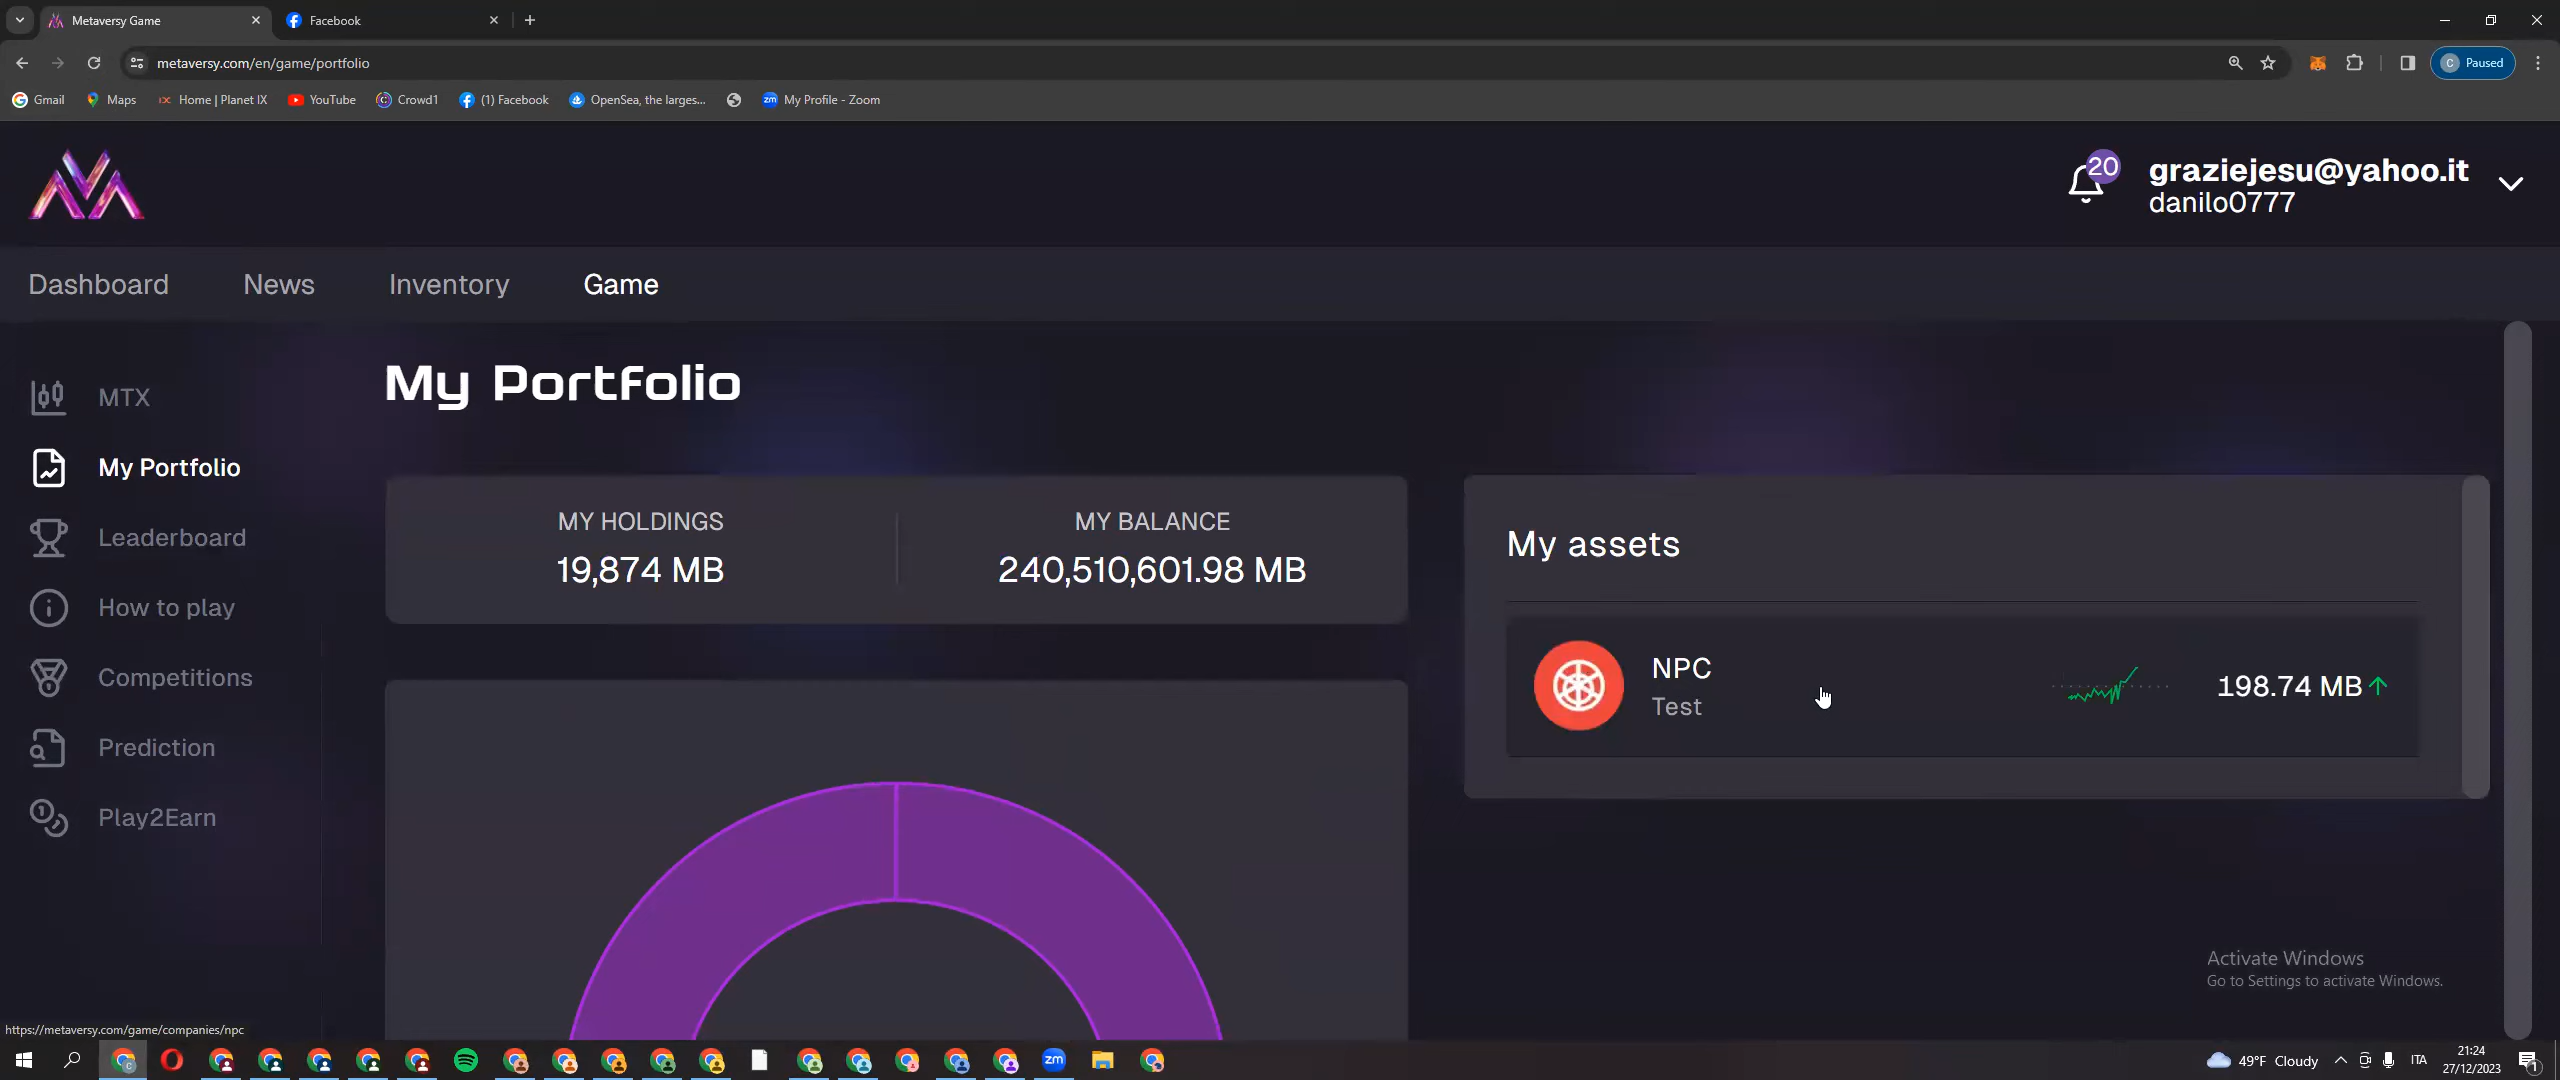 Metaversy Game
Facebook
metaversy.com/en/game/portfolio
Paused
Gmail
Maps
Home | Planet IX
YouTube
Crowd1
(1) Facebook
OpenSea, the larges...
My Profile - Zoom
20
graziejesu@yahoo.it
danilo0777
Dashboard
News
Inventory
Game
MTX
My Portfolio
Leaderboard
How to play
Competitions
Prediction
Play2Earn
My Portfolio
MY HOLDINGS
19,874 MB
MY BALANCE
240,510,601.98 MB
My assets
NPC
Test
198.74 MB
Activate Windows
Go to Settings to activate Windows.
https://metaversy.com/game/companies/npc
zm
49°F Cloudy
ITA
21:24
27/12/2023